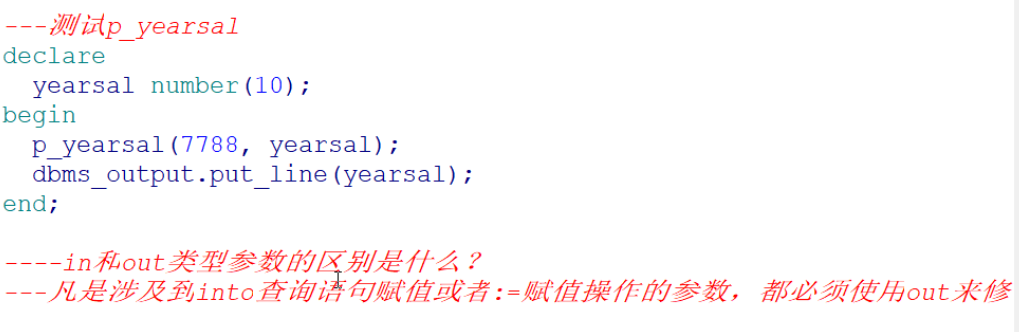 ---测试p_yearsal
declare
yearsal number(10);
begin
p_yearsal(7788, yearsal);
dbms_output.put_line(yearsal);
end;
----in和out类型参数的区别是什么？
---凡是涉及到into查询语句赋值或者:=赋值操作的参数，都必须使用out来修